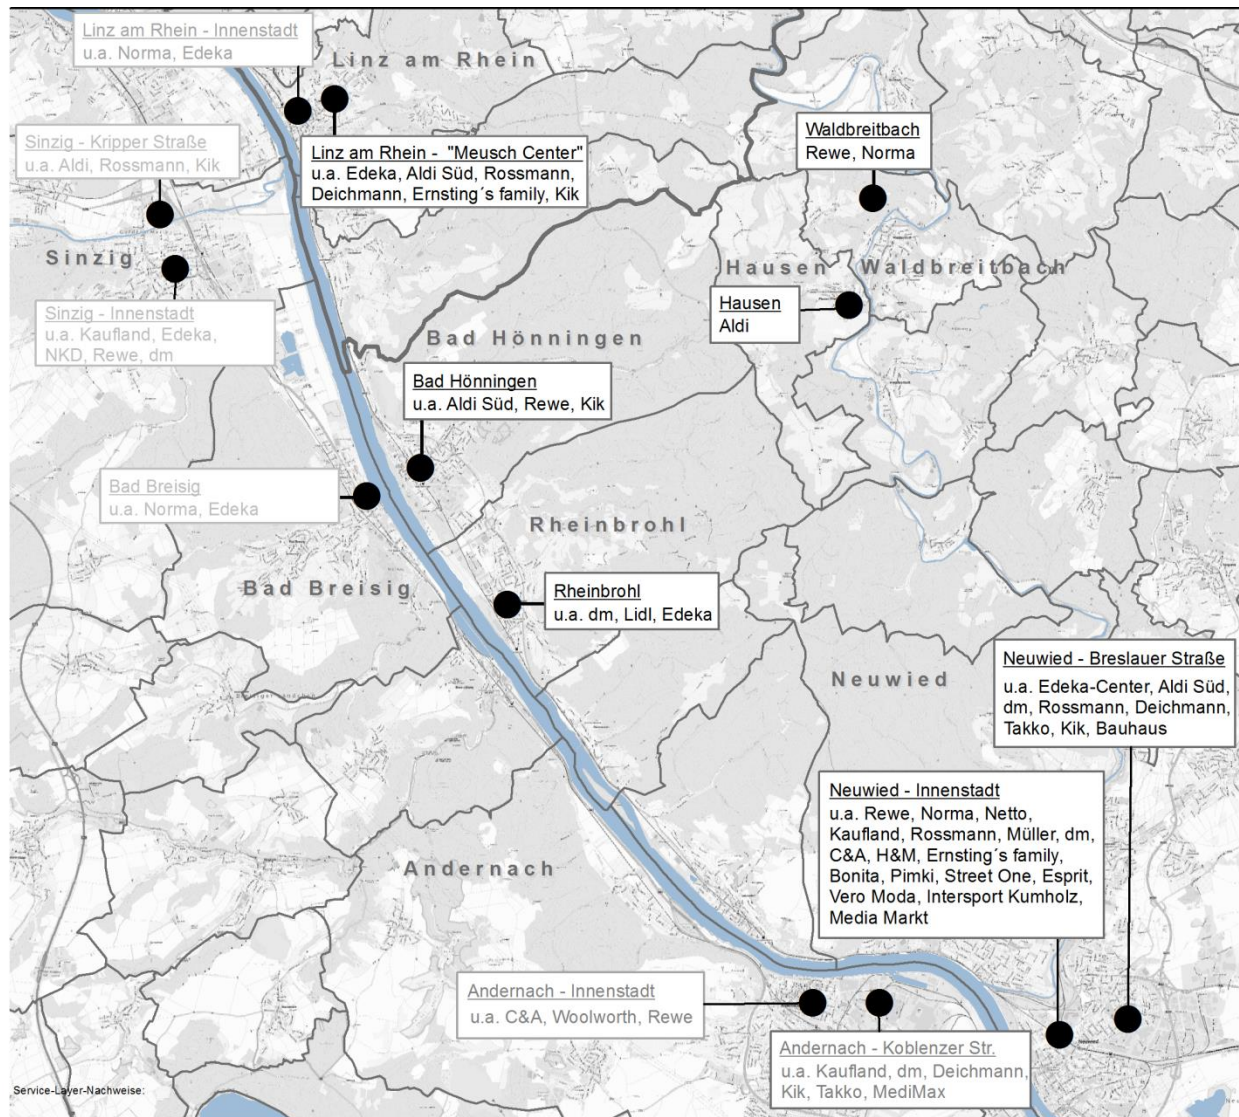 Linz am Rhein - Innenstadt
u.a. Norma, Edeka
Linz am Rhein
Sinzig - Kripper Straße
u.a. Aldi, Rossmann, Kik
Linz am Rhein - "Meusch Center"
u.a. Edeka, Aldi Süd, Rossmann,
Deichmann, Ernsting´s family, Kik
Waldbreitbach
Rewe, Norma
Sinzig
Hausen
Waldbreitbach
Hausen
Aldi
Sinzig - Innenstadt
u.a. Kaufland, Edeka,
NKD, Rewe, dm
Bad Hönningen
Bad Hönningen
u.a. Aldi Süd, Rewe, Kik
Bad Breisig
u.a. Norma, Edeka
Rheinbrohl
Bad Breisig
Rheinbrohl
u.a. dm, Lidl, Edeka
Neuwied
Neuwied - Breslauer Straße
u.a. Edeka-Center, Aldi Süd,
dm, Rossmann, Deichmann,
Takko, Kik, Bauhaus
Neuwied - Innenstadt
u.a. Rewe, Norma, Netto,
Kaufland, Rossmann, Müller, dm,
C&A, H&M, Ernsting´s family,
Bonita, Pimki, Street One, Esprit,
Vero Moda, Intersport Kumholz,
Media Markt
Andernach
Andernach - Innenstadt
u.a. C&A, Woolworth, Rewe
Andernach - Koblenzer Str.
u.a. Kaufland, dm, Deichmann,
Kik, Takko, MediMax
Service-Layer-Nachweise: